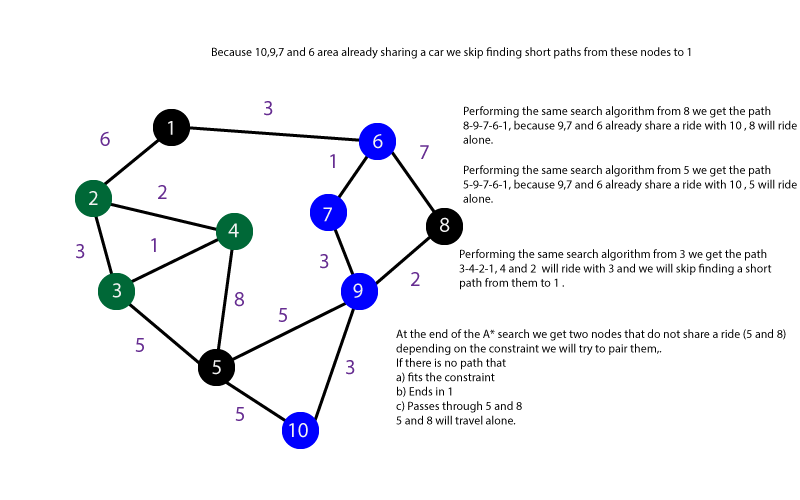 Because 10,9,7 and 6 area already sharing a car we skip finding short paths from these nodes to 1
3
1
6
6
7
Performing the same search algorithm from 8 we get the path
8-9-7-6-1, because 9,7 and 6 already share a ride with 10 , 8 will ride
alone.
1
Performing the same search algorithm from 5 we get the path
5-9-7-6-1, because 9,7 and 6 already share a ride with 10 , 5 will ride
alone.
2
2
7
4
8
3
1
3
Performing the same search algorithm from 3 we get the path
3-4-2-1, 4 and 2 will ride with 3 and we will skip finding a short
path from them to 1 .
2
3
9
8
5
At the end of the A* search we get two nodes that do not share a ride (5 and 8)
depending on the constraint we will try to pair them,.
If there is no path that
a) fits the constraint
b) Ends in 1
c) Passes through 5 and 8
5 and 8 will travel alone.
5
5
3
5
10